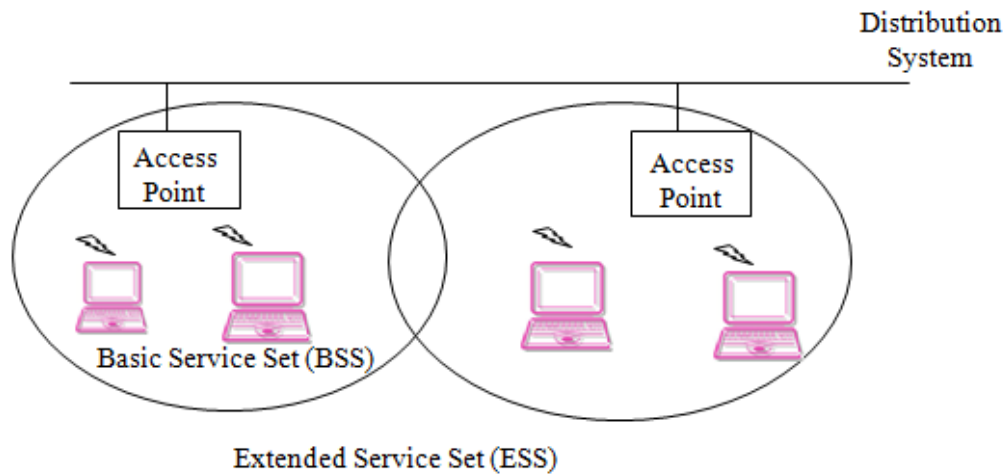 Distribution
System
Access
Point
Access
Point
Basic Service Set (BSS)
Extended Service Set (ESS)